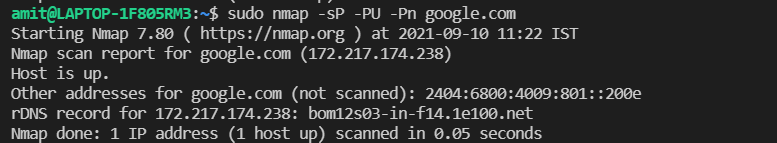 amit@LAPTOP-1F805RM3:~$ sudo nmap -sP -PU -Pn google.com
Starting Nmap 7.80 ( https://nmap.org ) at 2021-09-10 11:22 IST
Nmap scan report for google.com (172.217.174.238)
Host is up.
Other addresses for google.com (not scanned): 2404:6800:4009:801::200e
rDNS record for 172.217.174.238: bom12s03-in-f14.1e100.net
Nmap done: 1 IP address (1 host up) scanned in 0.05 seconds